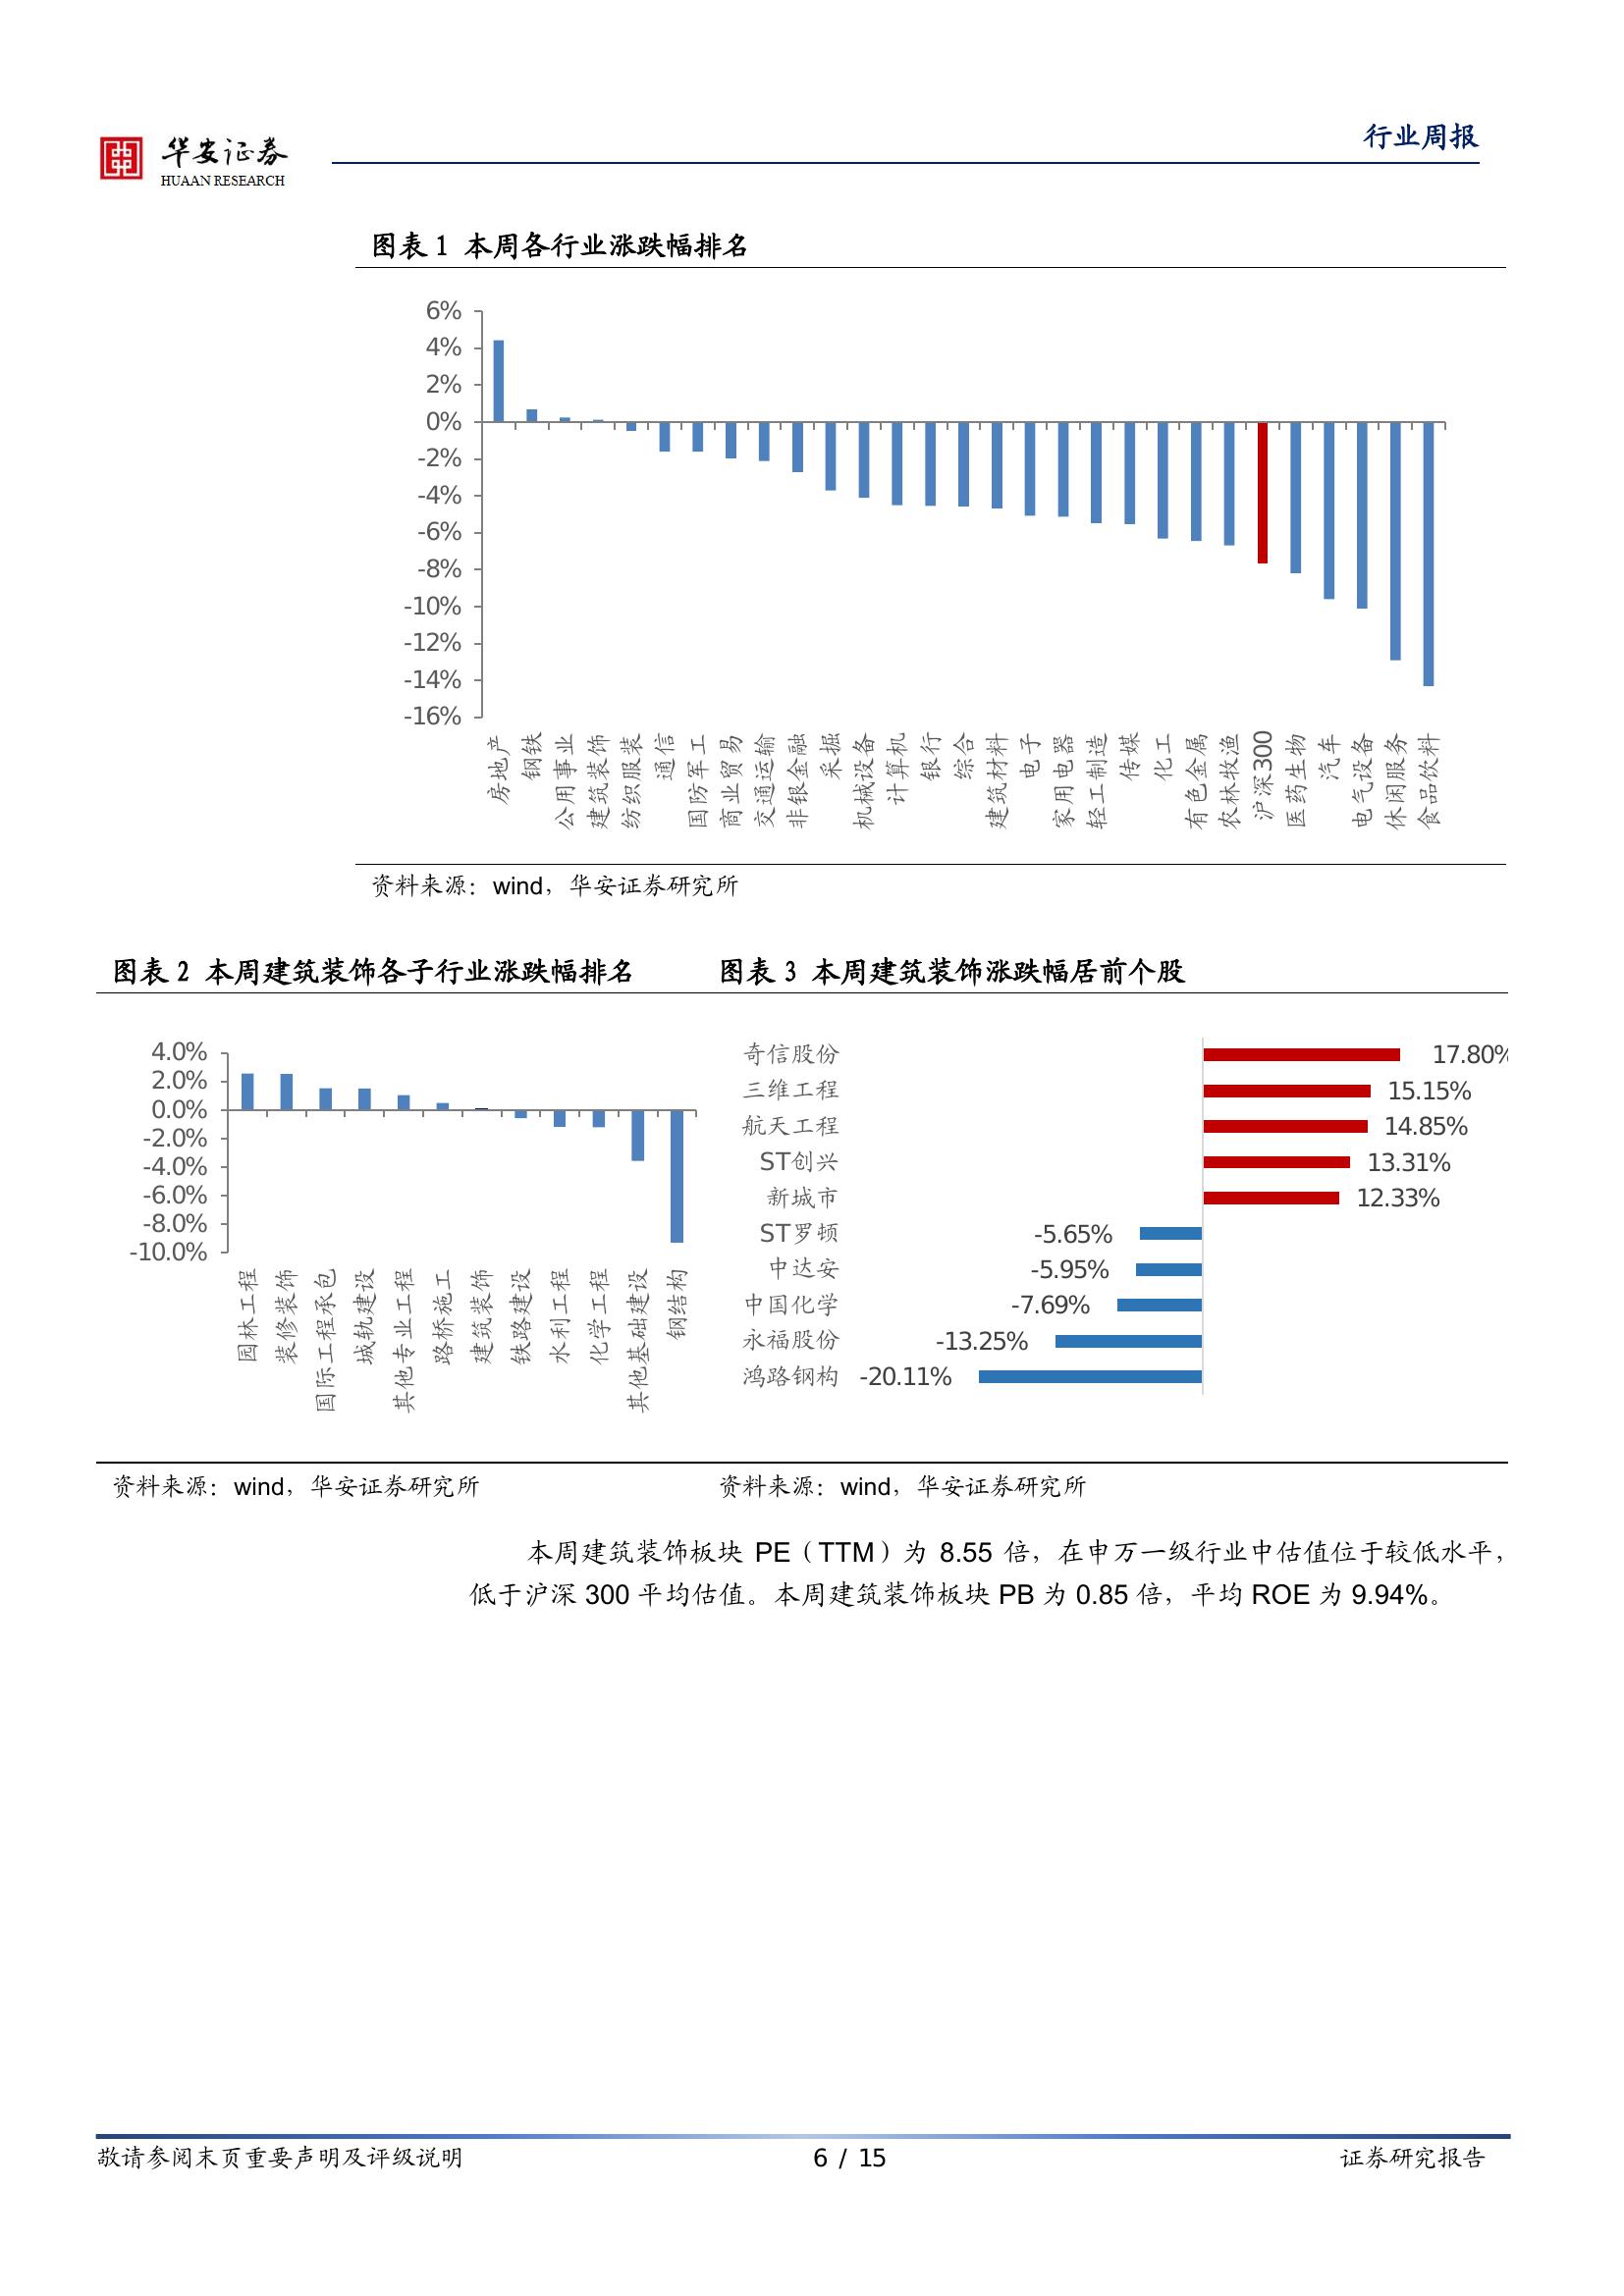 华安证券
HUAAN RESEARCH
行业周报
图表 1 本周各行业涨跌幅排名
6%
4%
2%
0%
-2%
-4%
-6%
-8%
-10%
-12%
-14%
-16%
房地产
钢铁
公用事业
建筑装饰
纺织服装
通信
国防军工
商业贸易
交通运输
非银金融
采掘
机械设备
计算机
银行
综合
建筑材料
电子
家用电器
轻工制造
传媒
化工
有色金属
农林牧渔
沪深300
医药生物
汽车
电气设备
休闲服务
食品饮料
资料来源：wind，华安证券研究所
图表 2 本周建筑装饰各子行业涨跌幅排名
4.0%
2.0%
0.0%
-2.0%
-4.0%
-6.0%
-8.0%
-10.0%
园林工程
装修装饰
国际工程承包
城轨建设
其他专业工程
路桥施工
建筑装饰
铁路建设
水利工程
化学工程
其他基础建设
钢结构
资料来源：wind，华安证券研究所
图表 3 本周建筑装饰涨跌幅居前个股
奇信股份 17.80%
三维工程 15.15%
航天工程 14.85%
ST创兴 13.31%
新城市 12.33%
ST罗顿 -5.65%
中达安 -5.95%
中国化学 -7.69%
永福股份 -13.25%
鸿路钢构 -20.11%
资料来源：wind，华安证券研究所
本周建筑装饰板块 PE（TTM）为 8.55 倍，在申万一级行业中估值位于较低水平，
低于沪深 300 平均估值。本周建筑装饰板块 PB 为 0.85 倍，平均 ROE 为 9.94%。
敬请参阅末页重要声明及评级说明
6 / 15
证券研究报告